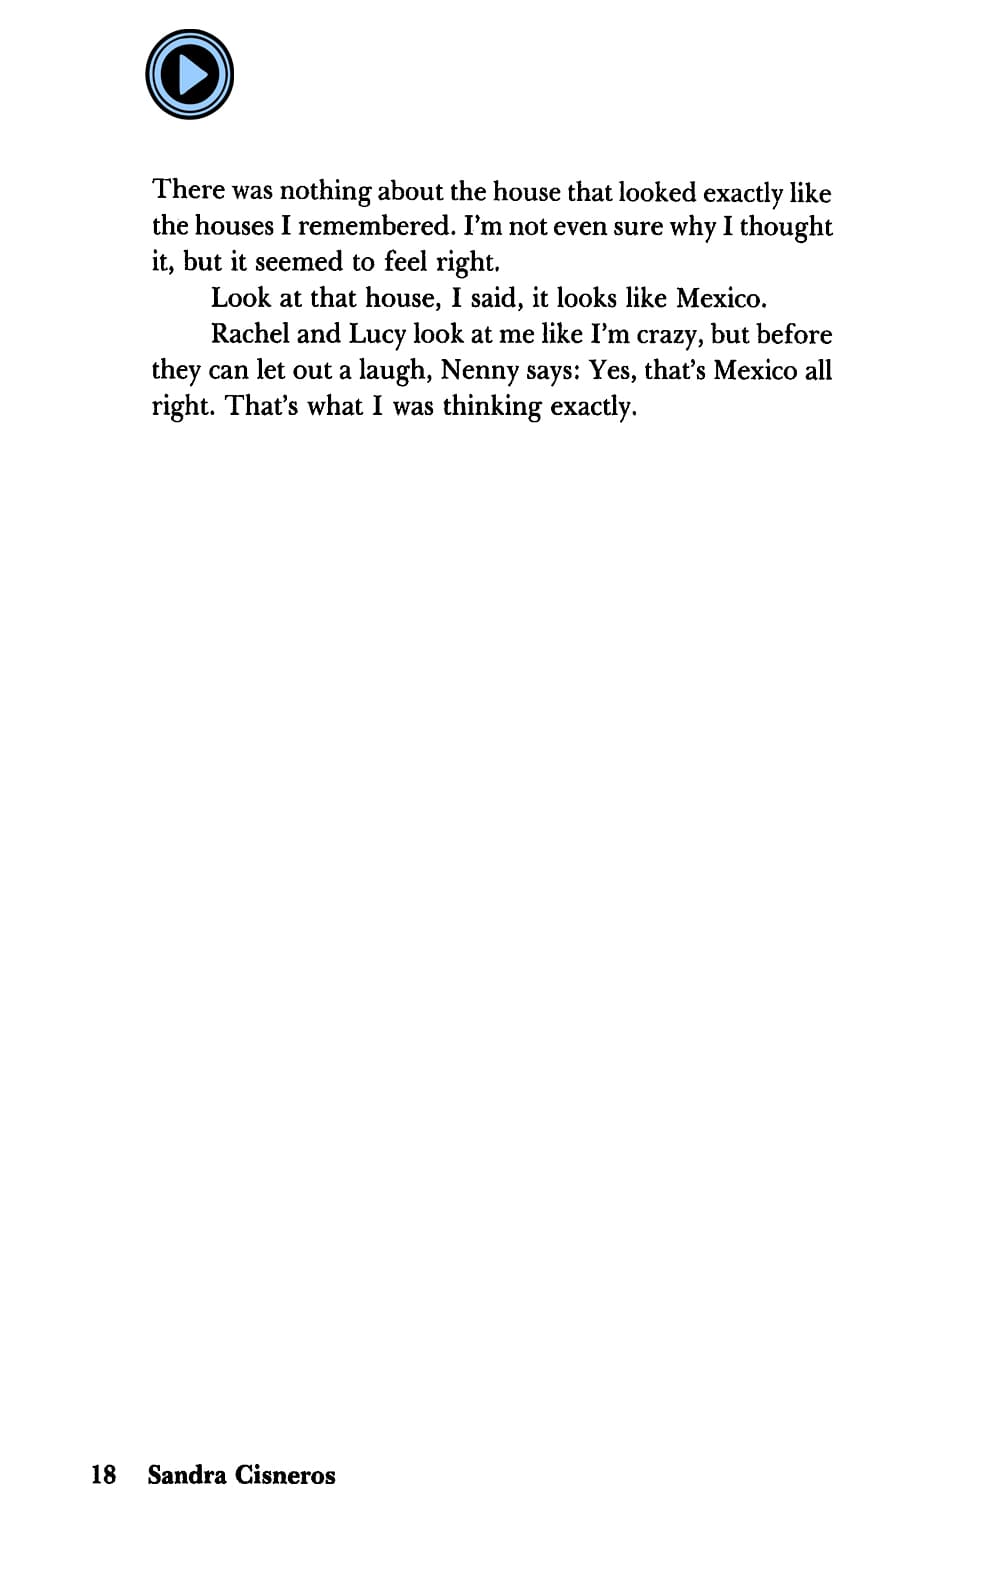 There was nothing about the house that looked exactly like
the houses I remembered. I'm not even sure why I thought
it, but it seemed to feel right.
Look at that house, I said, it looks like Mexico.
Rachel and Lucy look at me like I'm crazy, but before
they can let out a laugh, Nenny says: Yes, that's Mexico all
right. That's what I was thinking exactly.
18 Sandra Cisneros